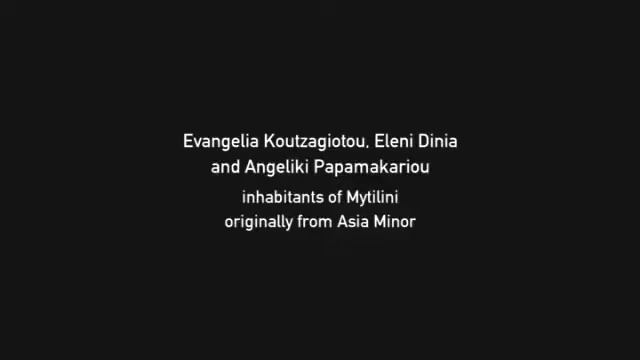 Evangelia Koutzagiotou, Eleni Dinia
and Angeliki Papamakariou
inhabitants of Mytilini
originally from Asia Minor